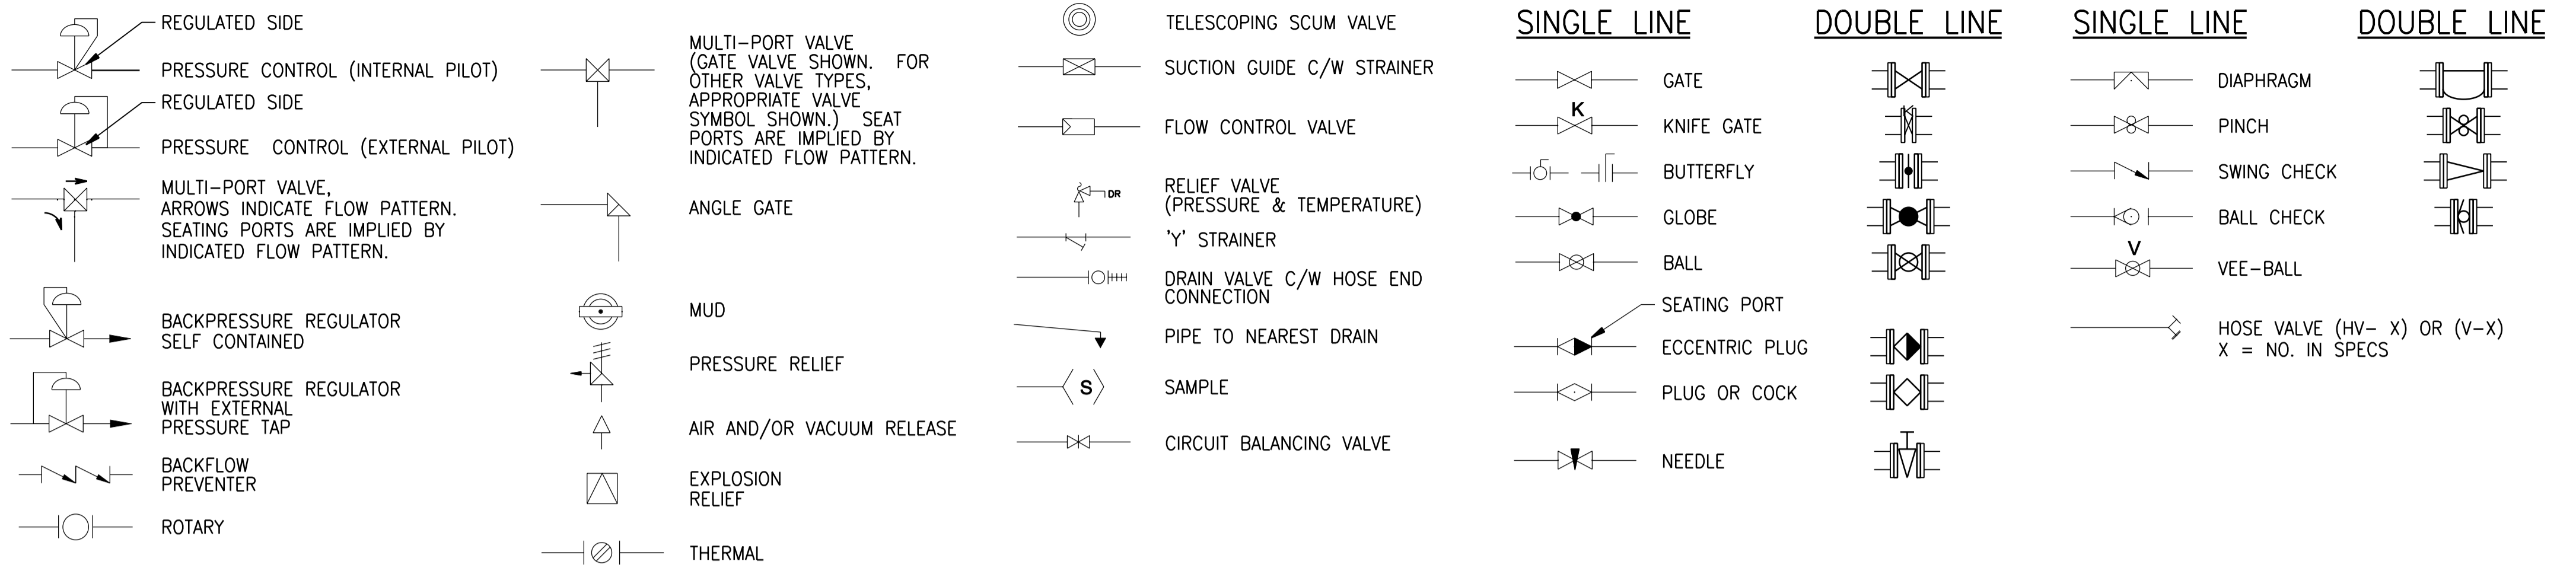 REGULATED SIDE
PRESSURE CONTROL (INTERNAL PILOT)
REGULATED SIDE
PRESSURE CONTROL (EXTERNAL PILOT)
MULTI-PORT VALVE,
ARROWS INDICATE FLOW PATTERN.
SEATING PORTS ARE IMPLIED BY
INDICATED FLOW PATTERN.
BACKPRESSURE REGULATOR
SELF CONTAINED
BACKPRESSURE REGULATOR
WITH EXTERNAL
PRESSURE TAP
BACKFLOW
PREVENTER
ROTARY
MULTI-PORT VALVE
(GATE VALVE SHOWN. FOR
OTHER VALVE TYPES,
APPROPRIATE VALVE
SYMBOL SHOWN.) SEAT
PORTS ARE IMPLIED BY
INDICATED FLOW PATTERN.
ANGLE GATE
MUD
PRESSURE RELIEF
AIR AND/OR VACUUM RELEASE
EXPLOSION
RELIEF
THERMAL
TELESCOPING SCUM VALVE
SUCTION GUIDE C/W STRAINER
FLOW CONTROL VALVE
DR
RELIEF VALVE
(PRESSURE & TEMPERATURE)
'Y' STRAINER
DRAIN VALVE C/W HOSE END
CONNECTION
PIPE TO NEAREST DRAIN
S
SAMPLE
CIRCUIT BALANCING VALVE
SINGLE LINE DOUBLE LINE
GATE
K
KNIFE GATE
BUTTERFLY
GLOBE
BALL
SEATING PORT
ECCENTRIC PLUG
PLUG OR COCK
NEEDLE
SINGLE LINE DOUBLE LINE
DIAPHRAGM
PINCH
SWING CHECK
BALL CHECK
V
VEE-BALL
HOSE VALVE (HV- X) OR (V-X)
X = NO. IN SPECS